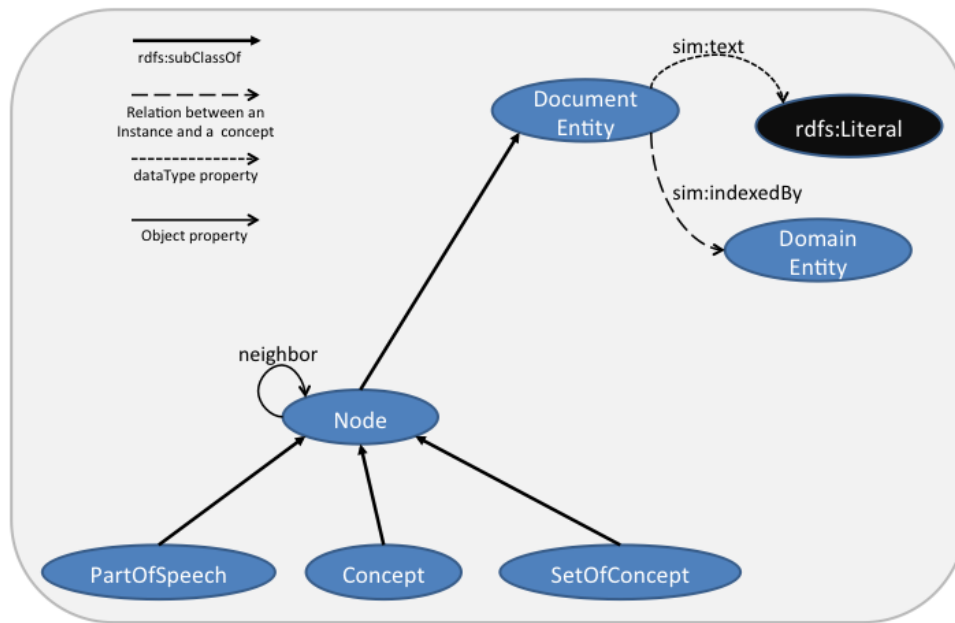 rdfs:subClassOf
Relation between an
Instance and a concept
dataType property
Object property
sim:text
Document
Entity
rdfs:Literal
sim:indexedBy
Domain
Entity
neighbor
Node
PartOfSpeech
Concept
SetOfConcept